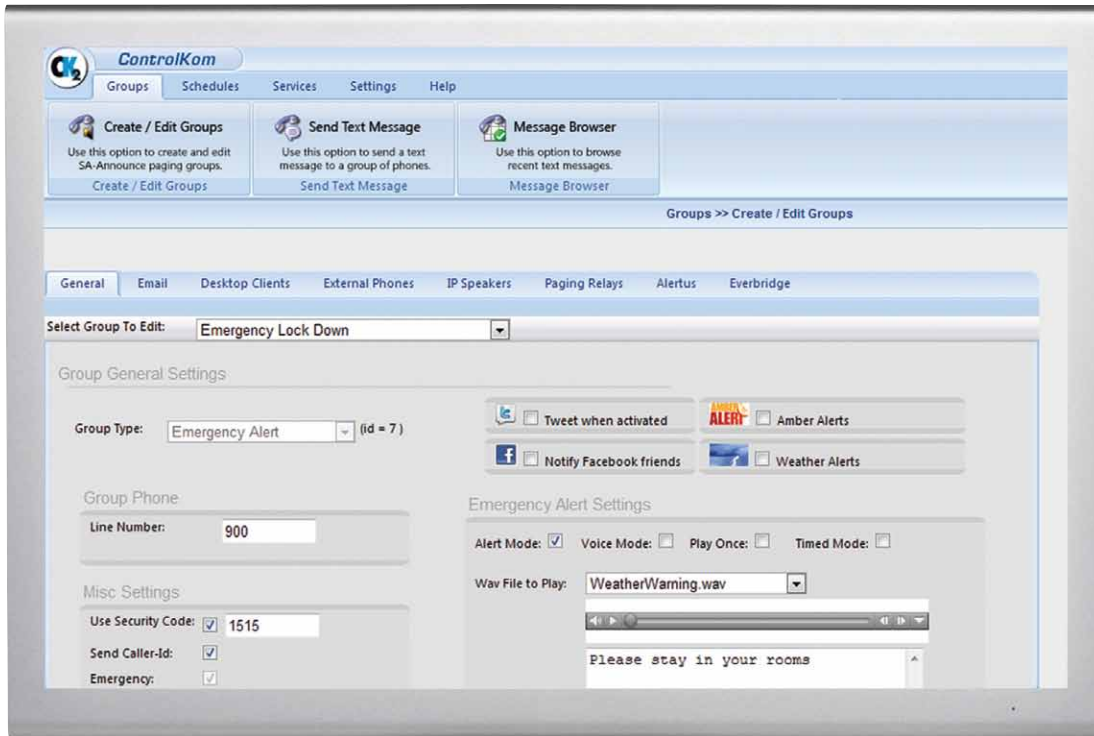 CK2
ControlKom
Groups Schedules Services Settings Help
Create / Edit Groups
Use this option to create and edit
SA-Announce paging groups.
Create / Edit Groups
Send Text Message
Use this option to send a text
message to a group of phones.
Send Text Message
Message Browser
Use this option to browse
recent text messages.
Message Browser
Groups >> Create / Edit Groups
General Email Desktop Clients External Phones IP Speakers Paging Relays Alertus Everbridge
Select Group To Edit: Emergency Lock Down
Group General Settings
Group Type: Emergency Alert (id = 7 )
Tweet when activated
AMBER
ALERT Amber Alerts
f Notify Facebook friends
Weather Alerts
Group Phone
Line Number: 900
Misc Settings
Use Security Code: 1515
Send Caller-Id:
Emergency:
Emergency Alert Settings
Alert Mode: Voice Mode: Play Once: Timed Mode:
Wav File to Play: WeatherWarning.wav
Please stay in your rooms